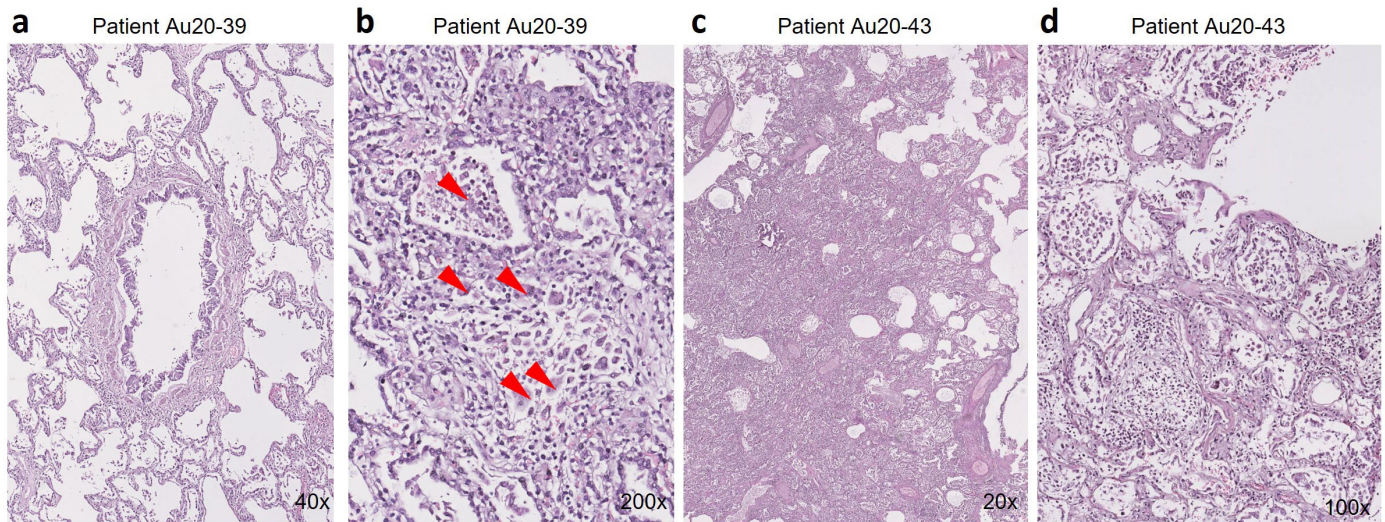 a Patient Au20-39
b Patient Au20-39
c Patient Au20-43
d Patient Au20-43
40x
200x
20x
100x